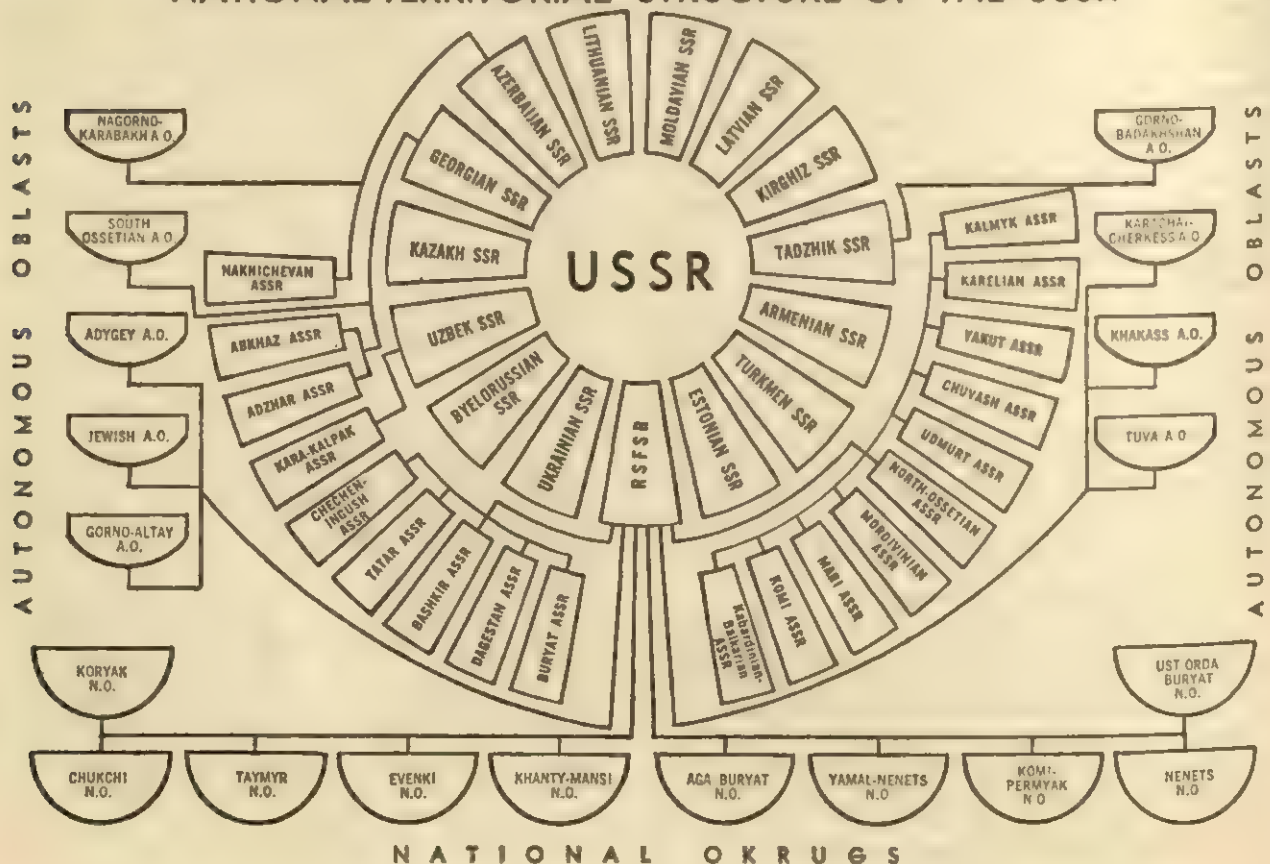 NATIONAL-TERRITORIAL STRUCTURE OF THE USSR
AUTONOMOUS OBLASTS
NAGORNO-
KARABAKH A O.
SOUTH
OSSETIAN A O.
ADYGEY A.O.
JEWISH A.O.
GORNO-ALTAY
A.O.
NAKHICHEVAN
ASSR
ABKHAZ ASSR
ADZHAR ASSR
KARA-KALPAK
ASSR
CHECHEN-
INGUSH
ASSR
TATAR ASSR
BASHKIR ASSR
DAGESTAN ASSR
BURYAT ASSR
USSR
LITHUANIAN SSR
MOLDAVIAN SSR
LATVIAN SSR
KIRGHIZ SSR
TADZHIK SSR
ARMENIAN SSR
TURKMEN SSR
ESTONIAN SSR
RSFSR
UKRAINIAN SSR
BYELORUSSIAN
SSR
UZBEK SSR
KAZAKH SSR
GEORGIAN SSR
AZERBAIJAN SSR
KALMYK ASSR
KARELIAN ASSR
YAKUT ASSR
CHUVASH ASSR
UDMURT ASSR
NORTH-OSSETIAN
ASSR
MORDIVINIAN
ASSR
MARI ASSR
KOMI ASSR
Kabardinian-
Balkarian
ASSR
GORNO-
BADAKHSHAN
A O.
KARACHAI-
CHERKESS A O
KHAKASS A.O.
TUVA A O
AUTONOMOUS OBLASTS
KORYAK
N.O.
UST ORDA
BURYAT
N.O.
CHUKCHI
N.O.
TAYMYR
N.O.
EVENKI
N.O.
KHANTY-MANSI
N.O.
AGA BURYAT
N.O.
YAMAL-NENETS
N.O
KOMI-
PERMYAK
N O
NENETS
N.O
NATIONAL OKRUGS